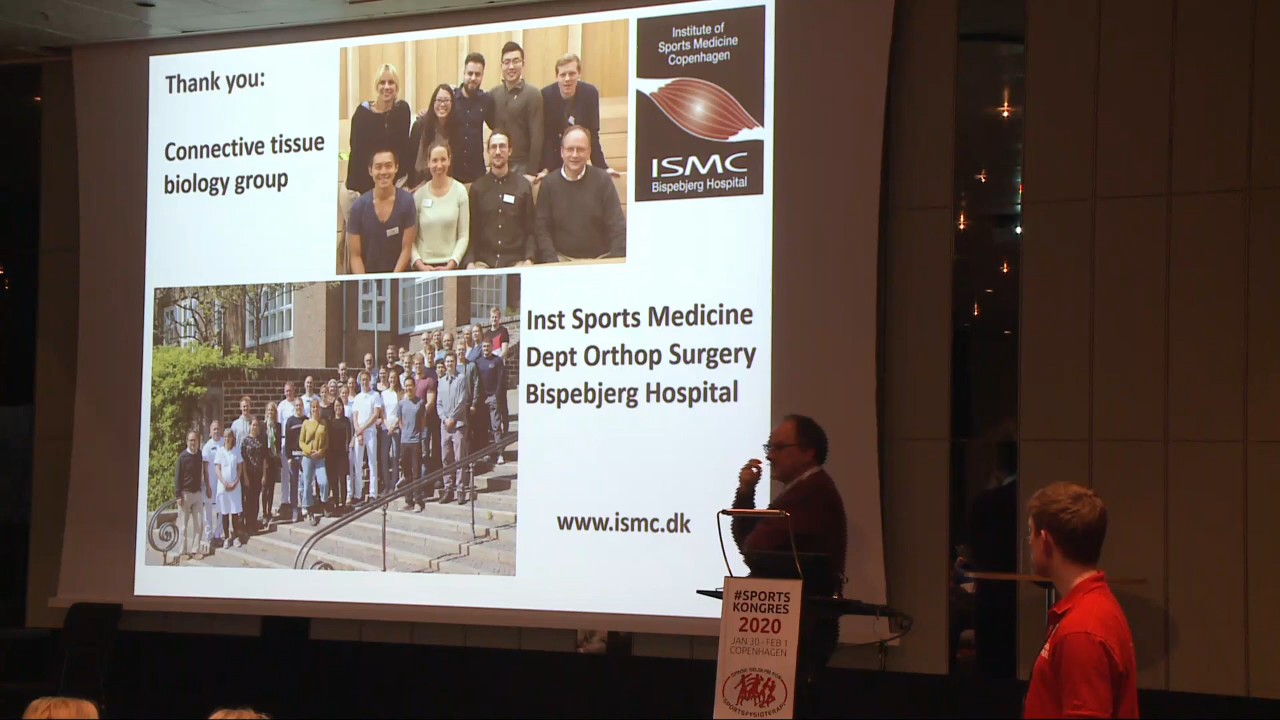 Thank you:
Connective tissue
biology group
Institute of
Sports Medicine
Copenhagen
ISMC
Bispebjerg Hospital
Inst Sports Medicine
Dept Orthop Surgery
Bispebjerg Hospital
www.ismc.dk
#SPORTS
KONGRES
2020
JAN 30 - FEB 1
COPENHAGEN